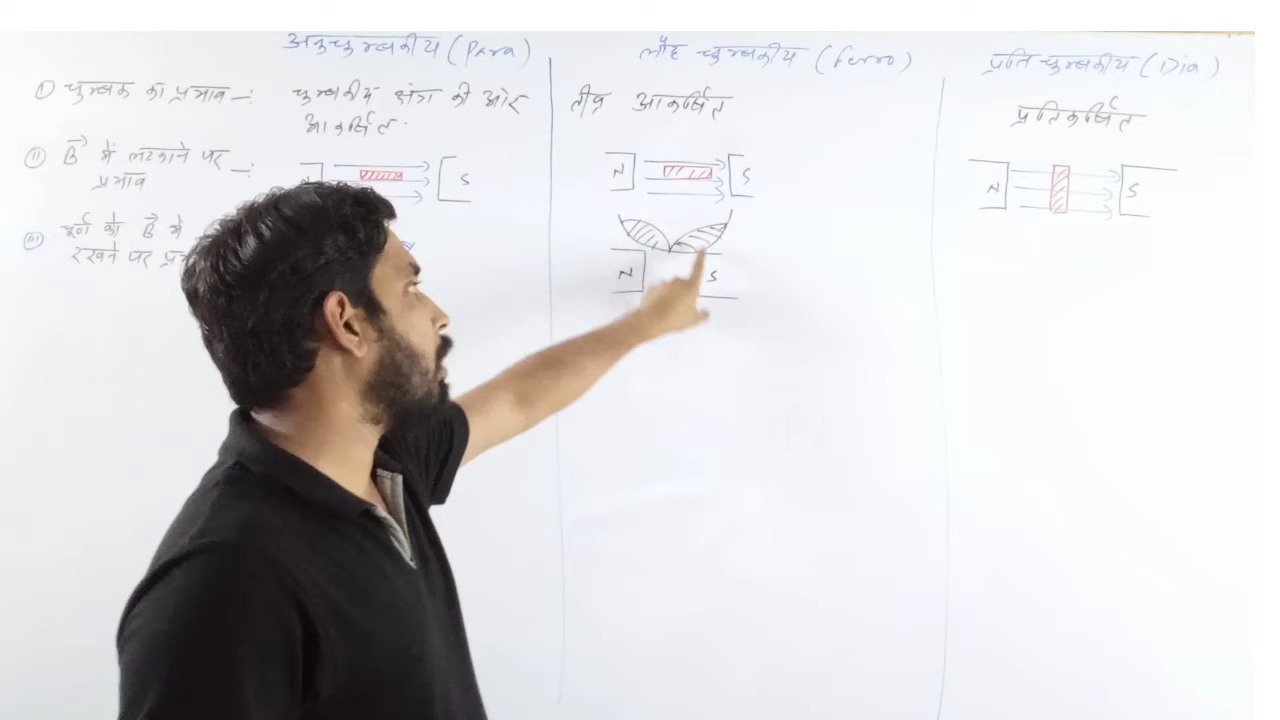 अनुचुम्बकीय (Para)
लौह चुम्बकीय (ferro)
प्रति चुम्बकीय (Dia)
① चुम्बक का प्रभाव -:
चुम्बकीय क्षेत्र की ओर
आकर्षित.
तीव्र आकर्षित
प्रतिकर्षित
(ii) B⃗ में लटकाने पर -:
प्रभाव
S
N S
N S
(iii) चूर्ण को B⃗ में
रखने पर
N S